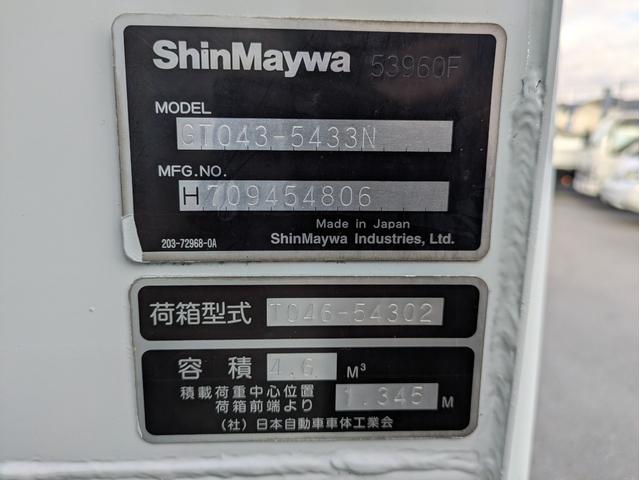 ShinMaywa 53960F
MODEL
GT043-5433N
MFG.NO.
H709454806
Made in Japan
203-72968-0A
ShinMaywa Industries, Ltd.
荷箱型式 T046-54302
容積 4.6 M³
積載荷重中心位置
荷箱前端より 1.345 M
(社)日本自動車車体工業会